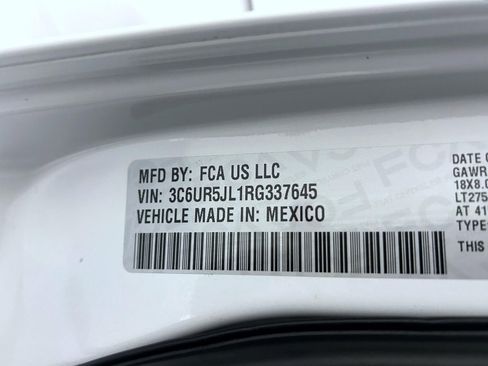 MFD BY: FCA US LLC
VIN: 3C6UR5JL1RG337645
VEHICLE MADE IN: MEXICO
DATE O
GAWR
18X8.0
LT275
AT 41
TYPE:
THIS